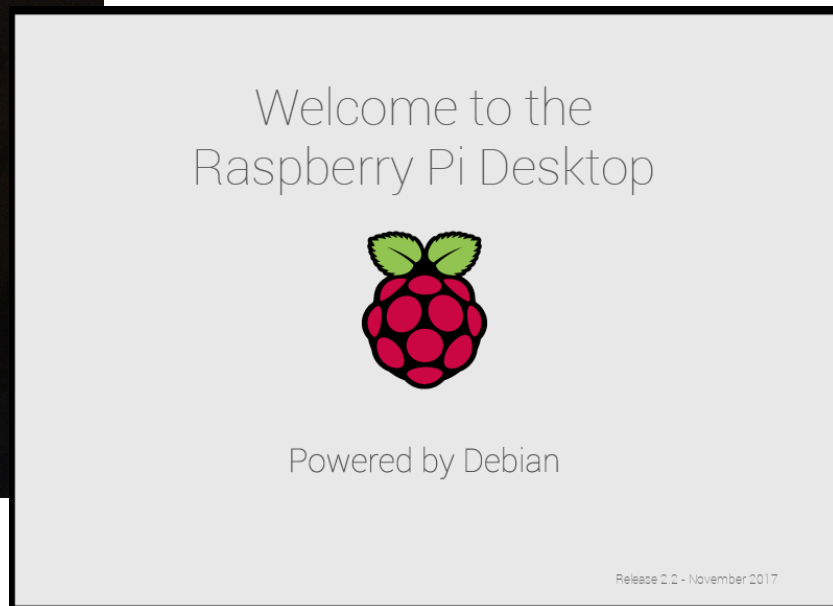 Welcome to the
Raspberry Pi Desktop
Powered by Debian
Release 2.2 - November 2017